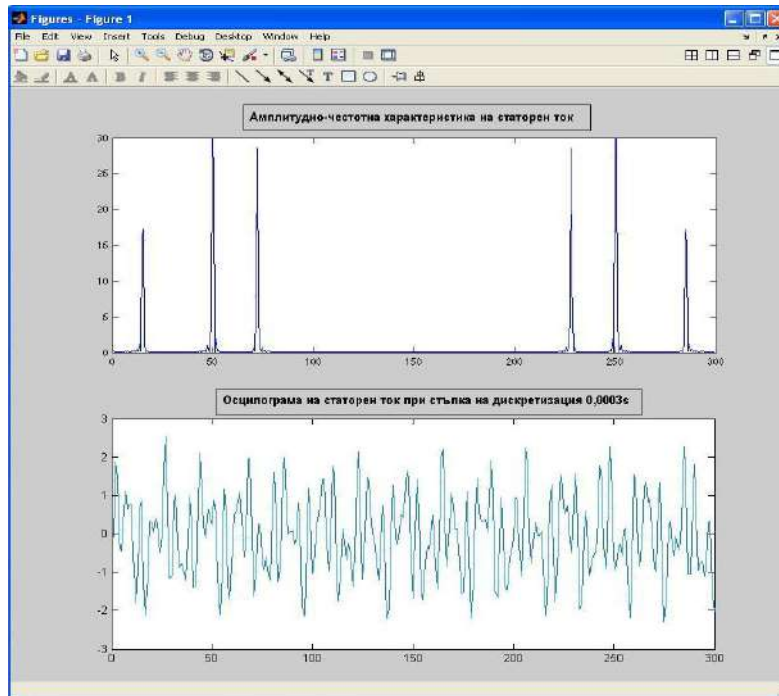 Figures - Figure 1
File Edit View Insert Tools Debug Desktop Window Help
B I T
Амплитудно-честотна характеристика на статорен ток
30
25
20
15
10
5
0
0 50 100 150 200 250 300
Осцилограма на статорен ток при стъпка на дискретизация 0,0003s
3
2
1
0
-1
-2
-3
0 50 100 150 200 250 300